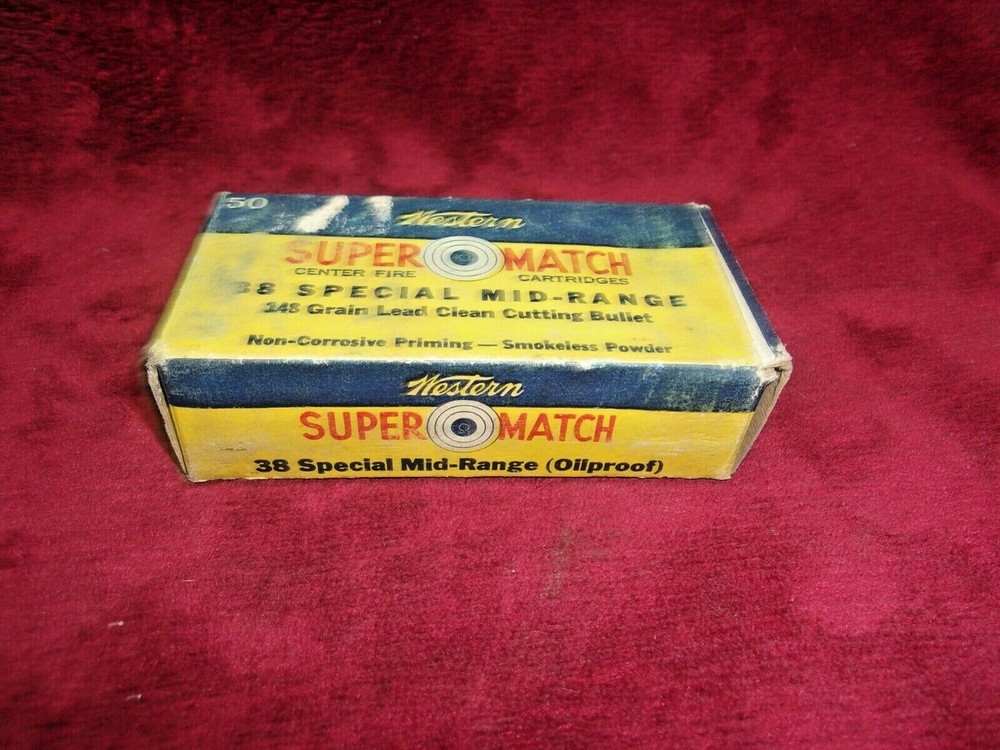 50
Western
SUPER MATCH
CENTER FIRE CARTRIDGES
38 SPECIAL MID-RANGE
148 Grain Lead Clean Cutting Bullet
Non-Corrosive Priming — Smokeless Powder
Western
SUPER MATCH
38 Special Mid-Range (Oilproof)